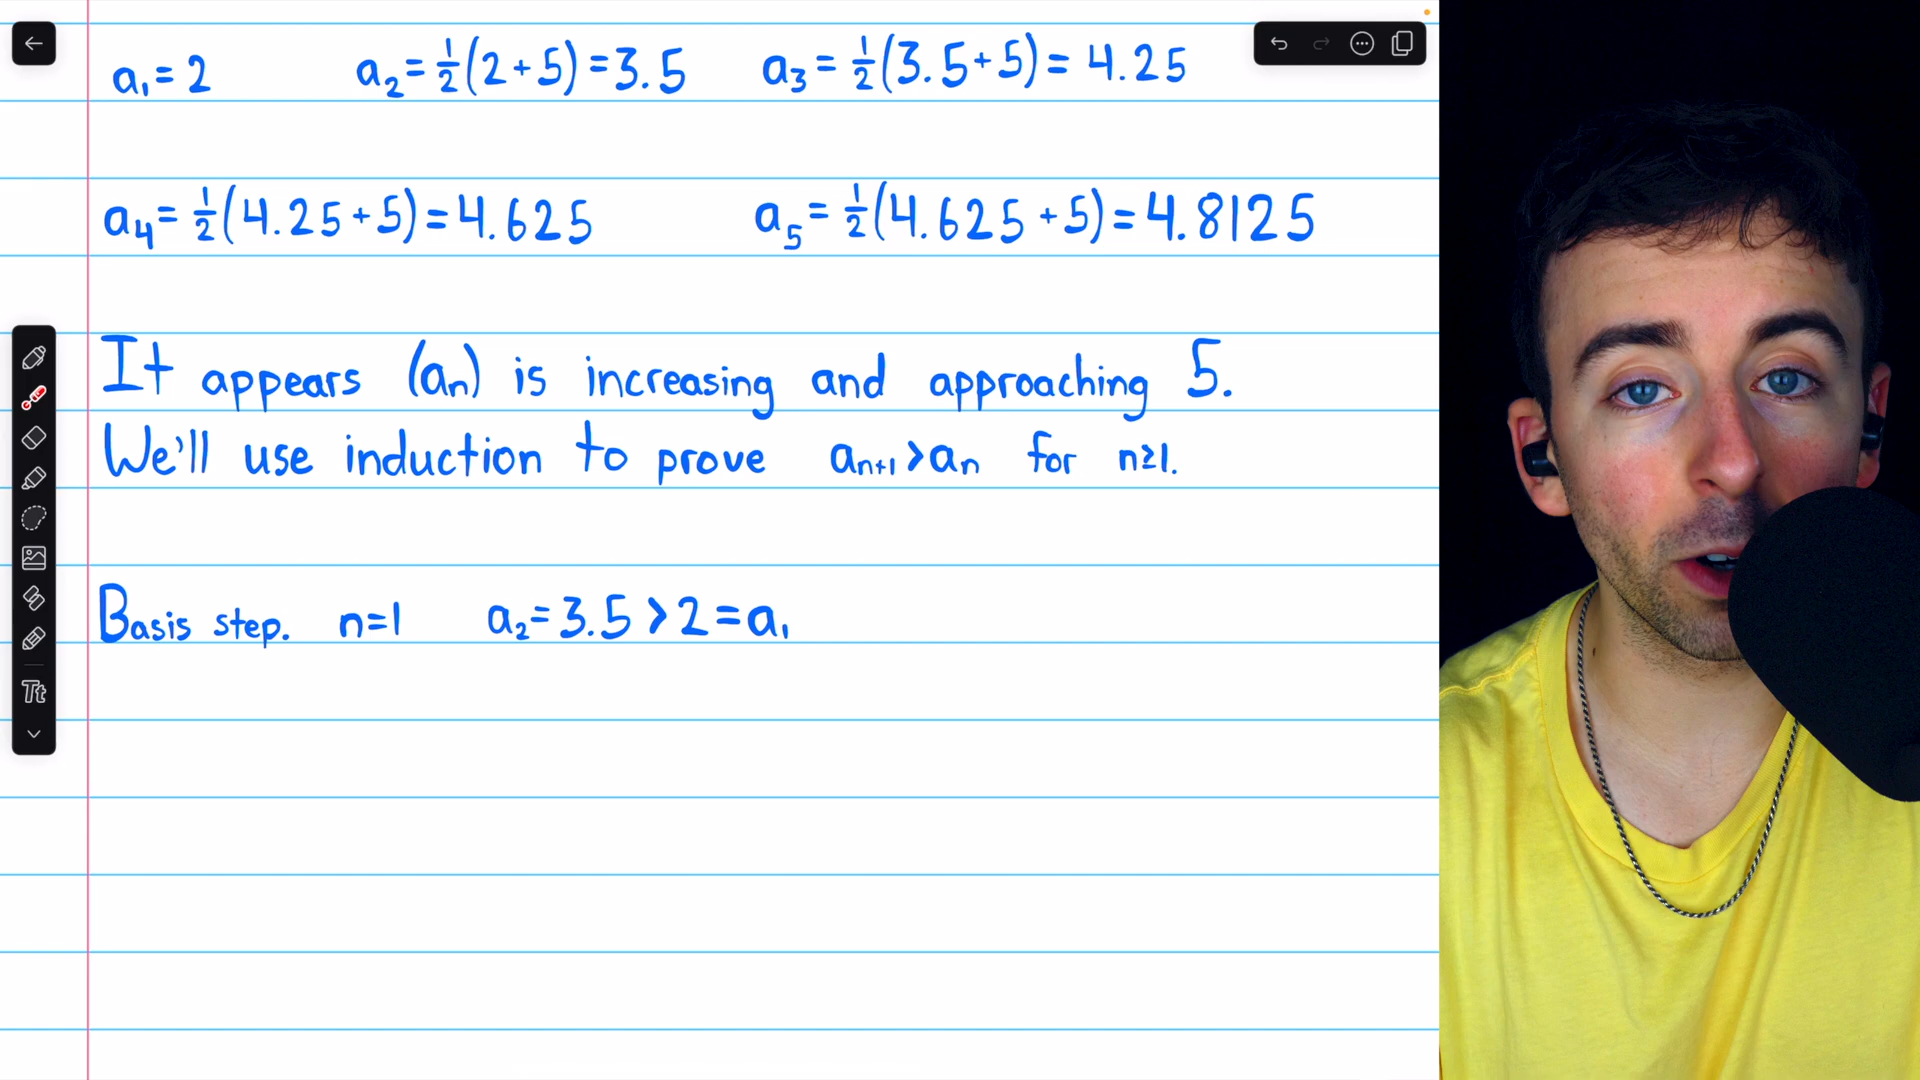 a₁ = 2 a₂ = ½(2+5) = 3.5 a₃ = ½(3.5+5) = 4.25
a₄ = ½(4.25+5) = 4.625 a₅ = ½(4.625+5) = 4.8125
It appears (aₙ) is increasing and approaching 5.
We'll use induction to prove aₙ₊₁ > aₙ for n≥1.
Basis step. n=1 a₂ = 3.5 > 2 = a₁
Tt